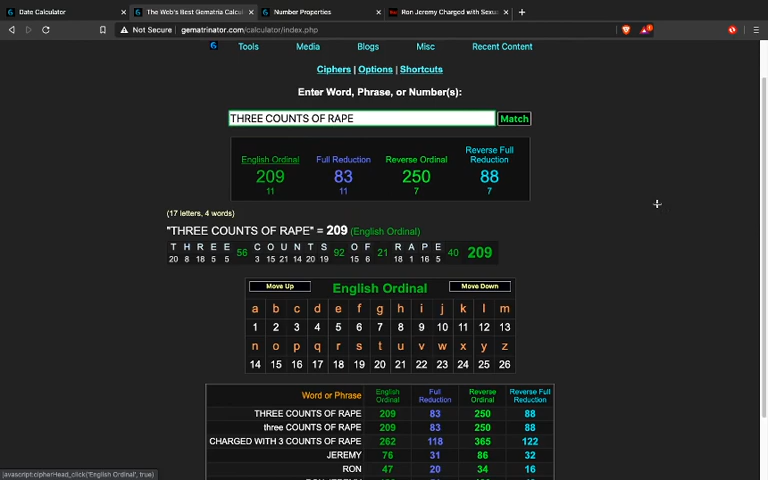 Date Calculator The Web's Best Gematria Calcul Number Properties Ron Jeremy Charged with Sexua
Not Secure gematrinator.com/calculator/index.php
Tools Media Blogs Misc Recent Content
Ciphers | Options | Shortcuts
Enter Word, Phrase, or Number(s):
THREE COUNTS OF RAPE Match
English Ordinal Full Reduction Reverse Ordinal Reverse Full Reduction
209 83 250 88
11 11 7 7
(17 letters, 4 words)
"THREE COUNTS OF RAPE" = 209 (English Ordinal)
T H R E E 56 C O U N T S 92 O F 21 R A P E 40 209
20 8 18 5 5 3 15 21 14 20 19 15 6 18 1 16 5
Move Up English Ordinal Move Down
a b c d e f g h i j k l m
1 2 3 4 5 6 7 8 9 10 11 12 13
n o p q r s t u v w x y z
14 15 16 17 18 19 20 21 22 23 24 25 26
Word or Phrase English Ordinal Full Reduction Reverse Ordinal Reverse Full Reduction
THREE COUNTS OF RAPE 209 83 250 88
three COUNTS OF RAPE 209 83 250 88
CHARGED WITH 3 COUNTS OF RAPE 262 118 365 122
JEREMY 76 31 86 32
RON 47 20 34 16
javascript:cipherHead_click("English Ordinal", true)